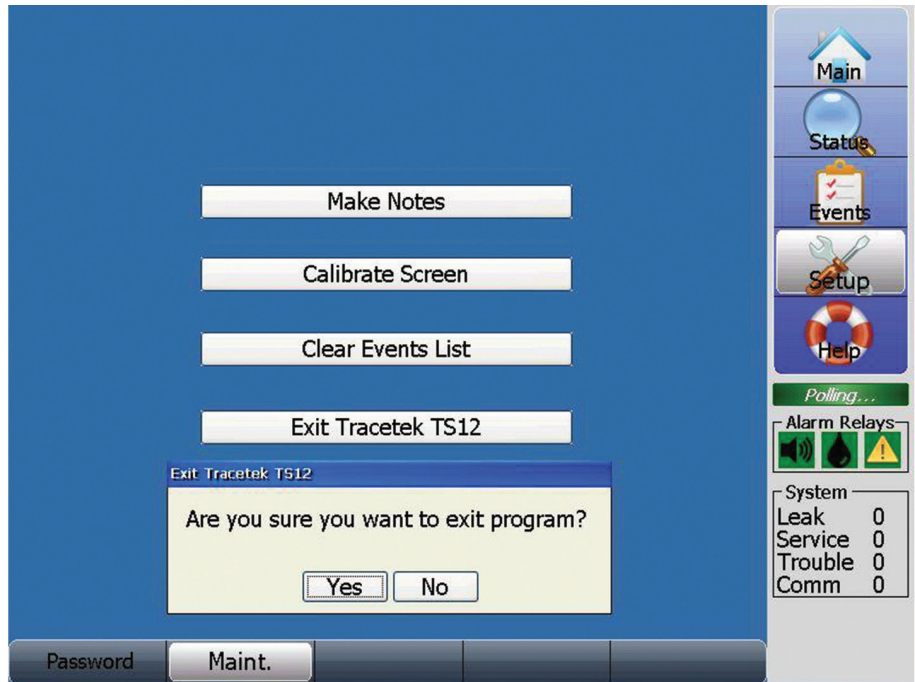 Make Notes
Calibrate Screen
Clear Events List
Exit Tracetek TS12
Exit Tracetek TS12
Are you sure you want to exit program?
Yes No
Password Maint.
Main
Status
Events
Setup
Help
Polling...
Alarm Relays
System
Leak 0
Service 0
Trouble 0
Comm 0